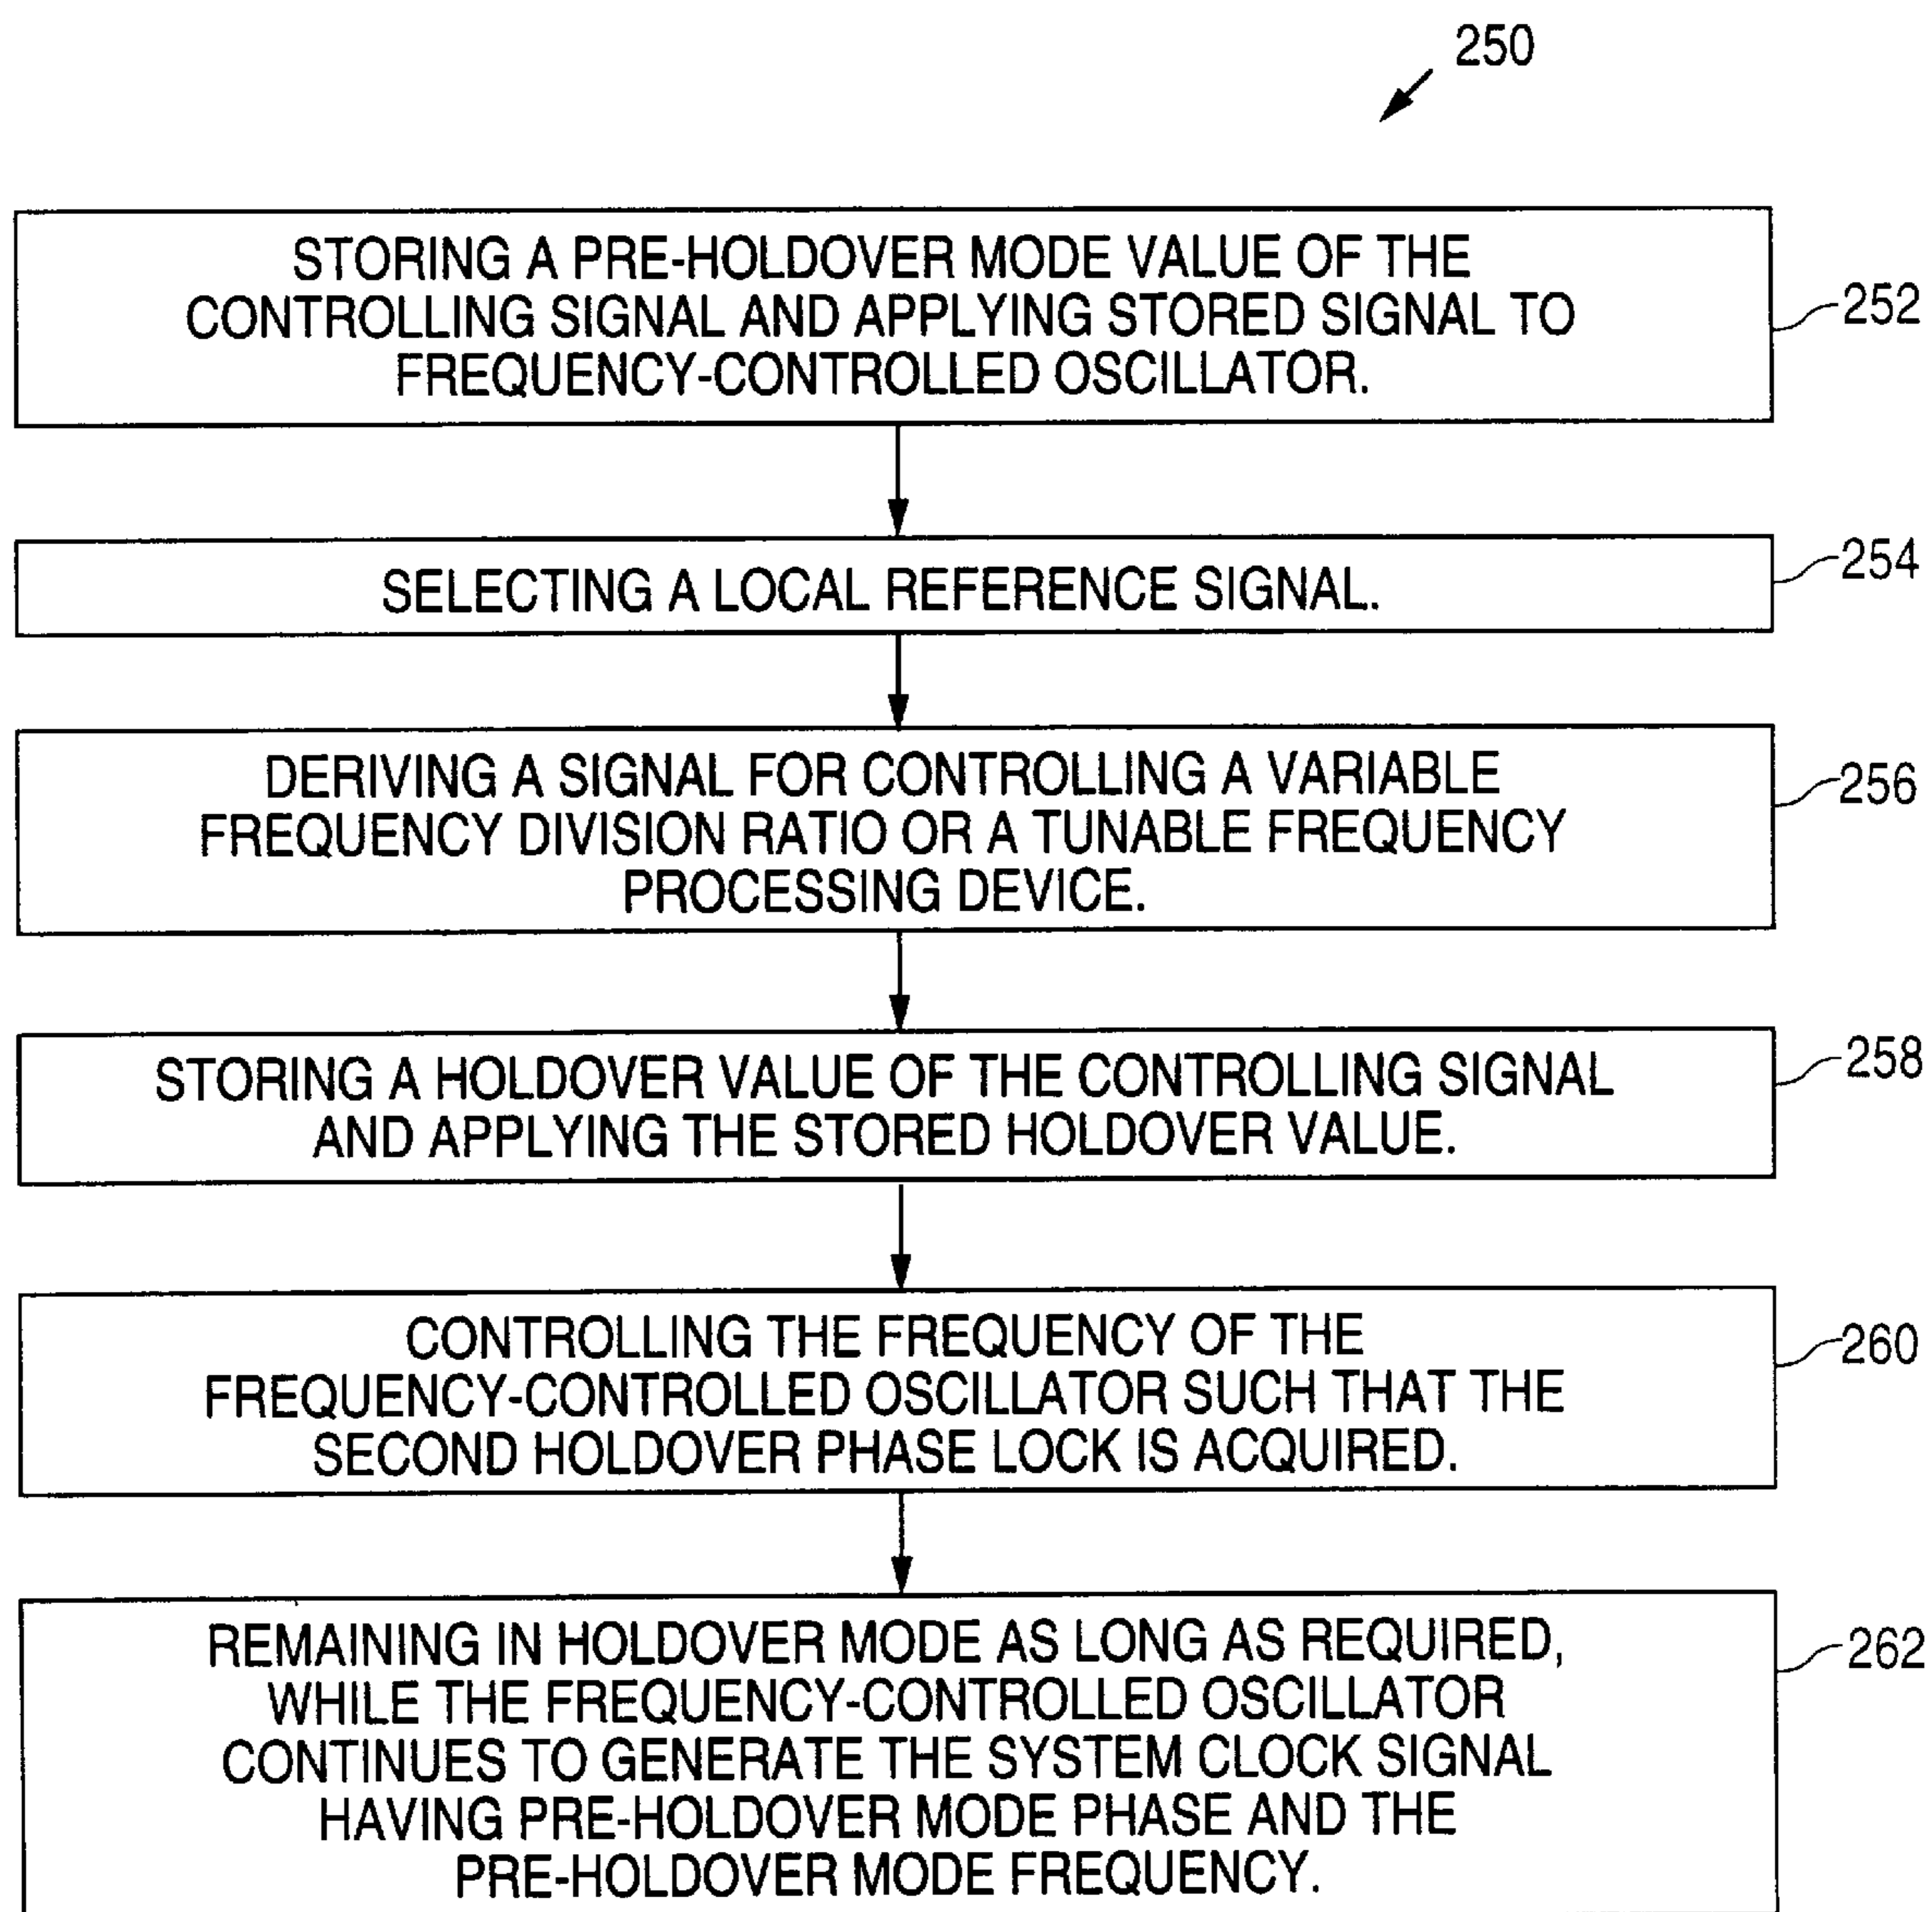 250
STORING A PRE-HOLDOVER MODE VALUE OF THE
CONTROLLING SIGNAL AND APPLYING STORED SIGNAL TO
FREQUENCY-CONTROLLED OSCILLATOR.
252
SELECTING A LOCAL REFERENCE SIGNAL.
254
DERIVING A SIGNAL FOR CONTROLLING A VARIABLE
FREQUENCY DIVISION RATIO OR A TUNABLE FREQUENCY
PROCESSING DEVICE.
256
STORING A HOLDOVER VALUE OF THE CONTROLLING SIGNAL
AND APPLYING THE STORED HOLDOVER VALUE.
258
CONTROLLING THE FREQUENCY OF THE
FREQUENCY-CONTROLLED OSCILLATOR SUCH THAT THE
SECOND HOLDOVER PHASE LOCK IS ACQUIRED.
260
REMAINING IN HOLDOVER MODE AS LONG AS REQUIRED,
WHILE THE FREQUENCY-CONTROLLED OSCILLATOR
CONTINUES TO GENERATE THE SYSTEM CLOCK SIGNAL
HAVING PRE-HOLDOVER MODE PHASE AND THE
PRE-HOLDOVER MODE FREQUENCY.
262